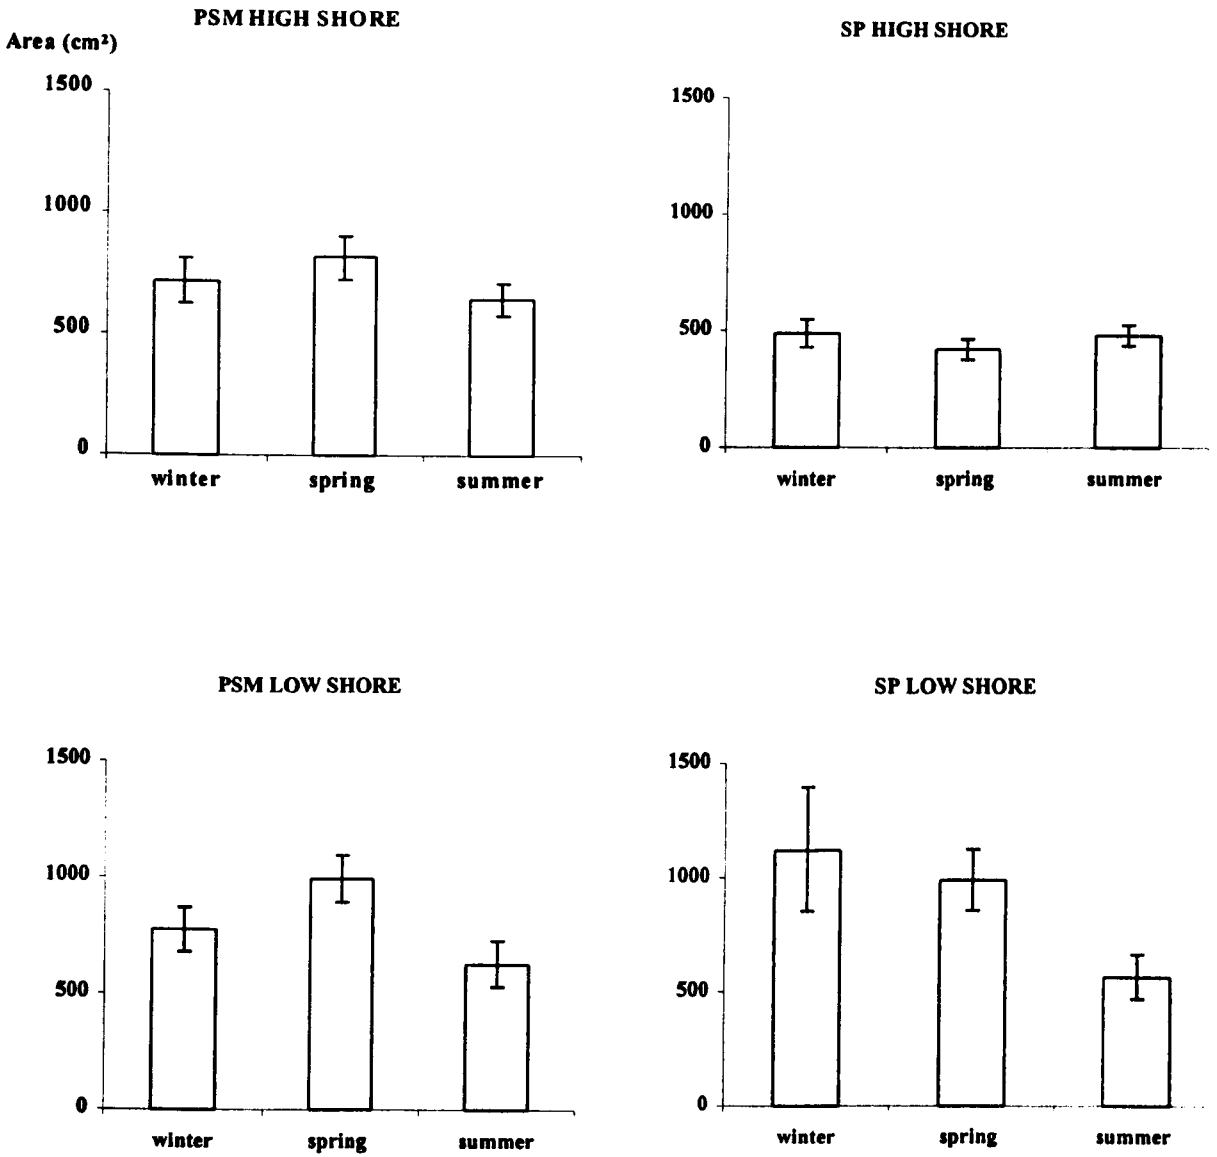 PSM HIGH SHORE
Area (cm²)
1500
1000
500
0
winter spring summer
SP HIGH SHORE
1500
1000
500
0
winter spring summer
PSM LOW SHORE
1500
1000
500
0
winter spring summer
SP LOW SHORE
1500
1000
500
0
winter spring summer